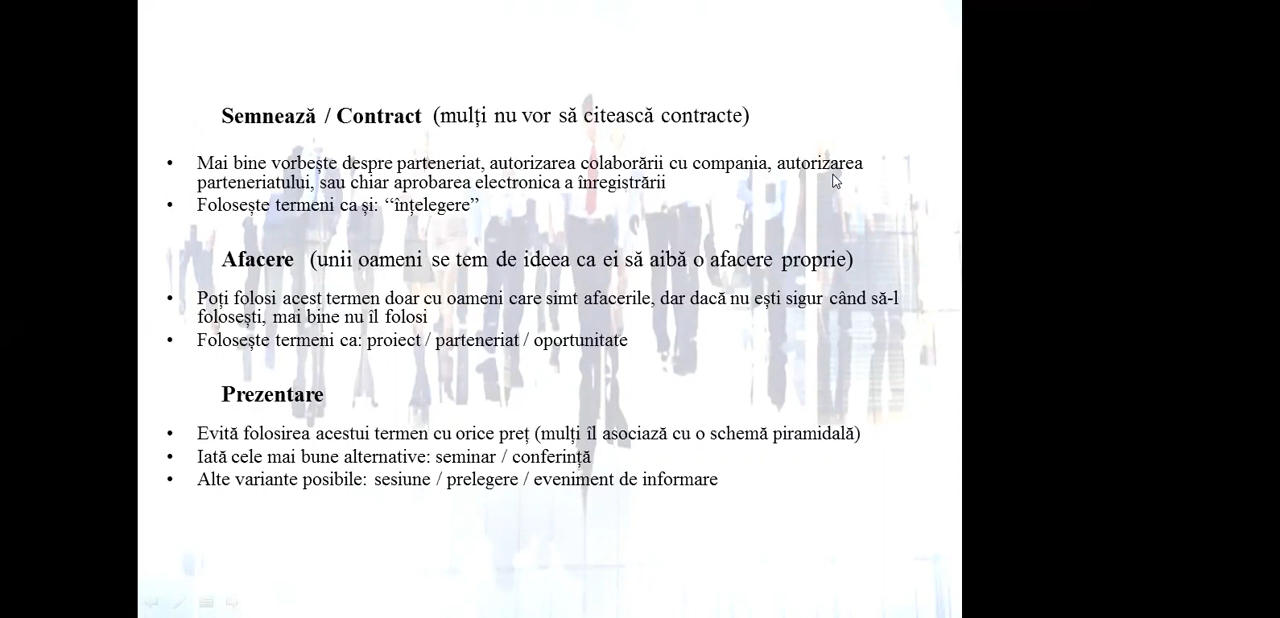 Semnează / Contract (mulți nu vor să citească contracte)
• Mai bine vorbește despre parteneriat, autorizarea colaborării cu compania, autorizarea
parteneriatului, sau chiar aprobarea electronica a înregistrării
• Folosește termeni ca și: “înțelegere”
Afacere (unii oameni se tem de ideea ca ei să aibă o afacere proprie)
• Poți folosi acest termen doar cu oameni care simt afacerile, dar dacă nu ești sigur când să-l
folosești, mai bine nu îl folosi
• Folosește termeni ca: proiect / parteneriat / oportunitate
Prezentare
• Evită folosirea acestui termen cu orice preț (mulți îl asociază cu o schemă piramidală)
• Iată cele mai bune alternative: seminar / conferință
• Alte variante posibile: sesiune / prelegere / eveniment de informare